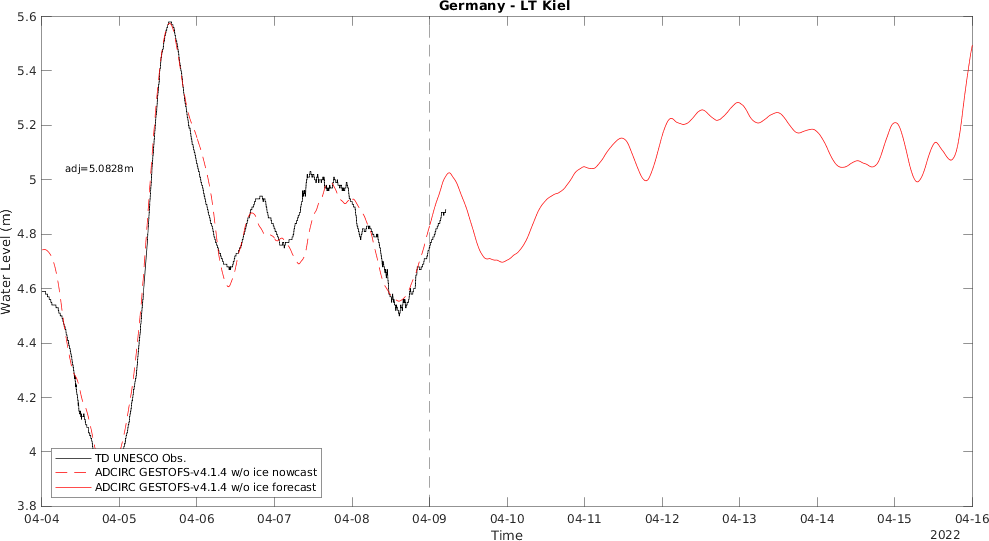 Germany - LT Kiel
5.6
5.4
5.2
5
4.8
4.6
4.4
4.2
4
3.8
Water Level (m)
adj=5.0828m
TD UNESCO Obs.
ADCIRC GESTOFS-v4.1.4 w/o ice nowcast
ADCIRC GESTOFS-v4.1.4 w/o ice forecast
04-04 04-05 04-06 04-07 04-08 04-09 04-10 04-11 04-12 04-13 04-14 04-15 04-16
Time
2022